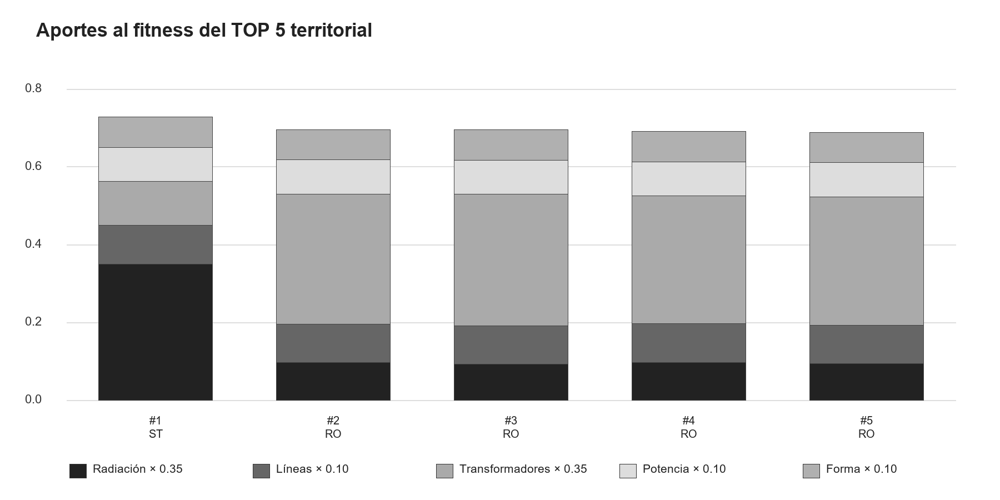 Aportes al fitness del TOP 5 territorial
0.8
0.6
0.4
0.2
0.0
#1 #2 #3 #4 #5
ST RO RO RO RO
Radiación × 0.35 Líneas × 0.10 Transformadores × 0.35 Potencia × 0.10 Forma × 0.10